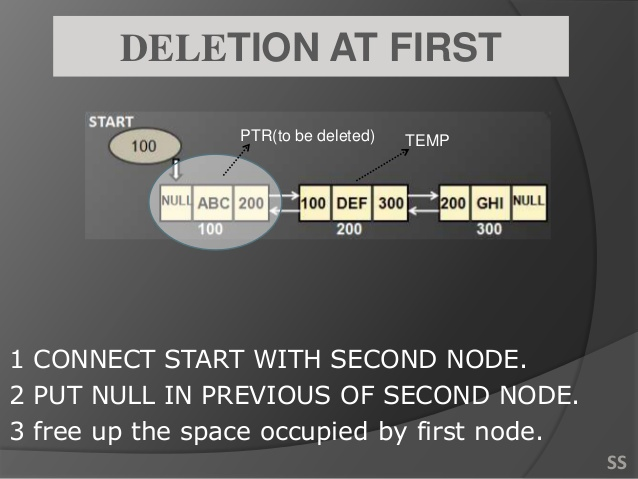 DELETION AT FIRST
START
100
PTR(to be deleted)
TEMP
NULL ABC 200
100 DEF 300
200 GHI NULL
100
200
300
1 CONNECT START WITH SECOND NODE.
2 PUT NULL IN PREVIOUS OF SECOND NODE.
3 free up the space occupied by first node.
SS